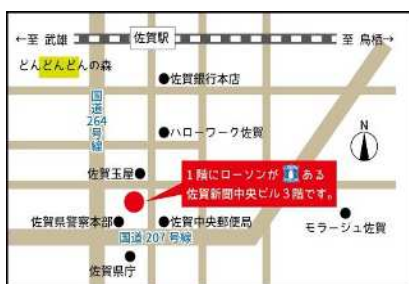 ←至 武雄
佐賀駅
至 鳥栖→
どんどんどんの森
佐賀銀行本店
国道
264
号線
N
ハローワーク佐賀
佐賀玉屋
1階にローソンが ある
佐賀新聞中央ビル3階です。
佐賀県警察本部
佐賀中央郵便局
モラージュ佐賀
国道 207 号線
佐賀県庁